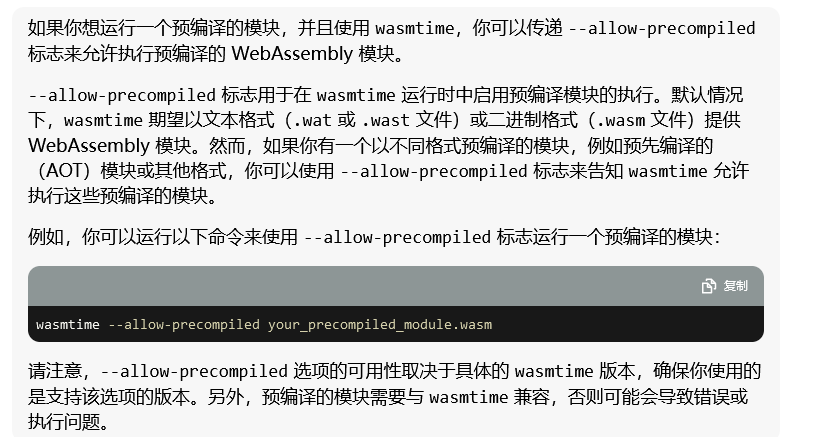 如果你想运行一个预编译的模块，并且使用 wasmtime，你可以传递 --allow-precompiled
标志来允许执行预编译的 WebAssembly 模块。
--allow-precompiled 标志用于在 wasmtime 运行时中启用预编译模块的执行。默认情况
下，wasmtime 期望以文本格式（.wat 或 .wast 文件）或二进制格式（.wasm 文件）提供
WebAssembly 模块。然而，如果你有一个以不同格式预编译的模块，例如预先编译的
（AOT）模块或其他格式，你可以使用 --allow-precompiled 标志来告知 wasmtime 允许
执行这些预编译的模块。
例如，你可以运行以下命令来使用 --allow-precompiled 标志运行一个预编译的模块：
复制
wasmtime --allow-precompiled your_precompiled_module.wasm
请注意，--allow-precompiled 选项的可用性取决于具体的 wasmtime 版本，确保你使用的
是支持该选项的版本。另外，预编译的模块需要与 wasmtime 兼容，否则可能会导致错误或
执行问题。